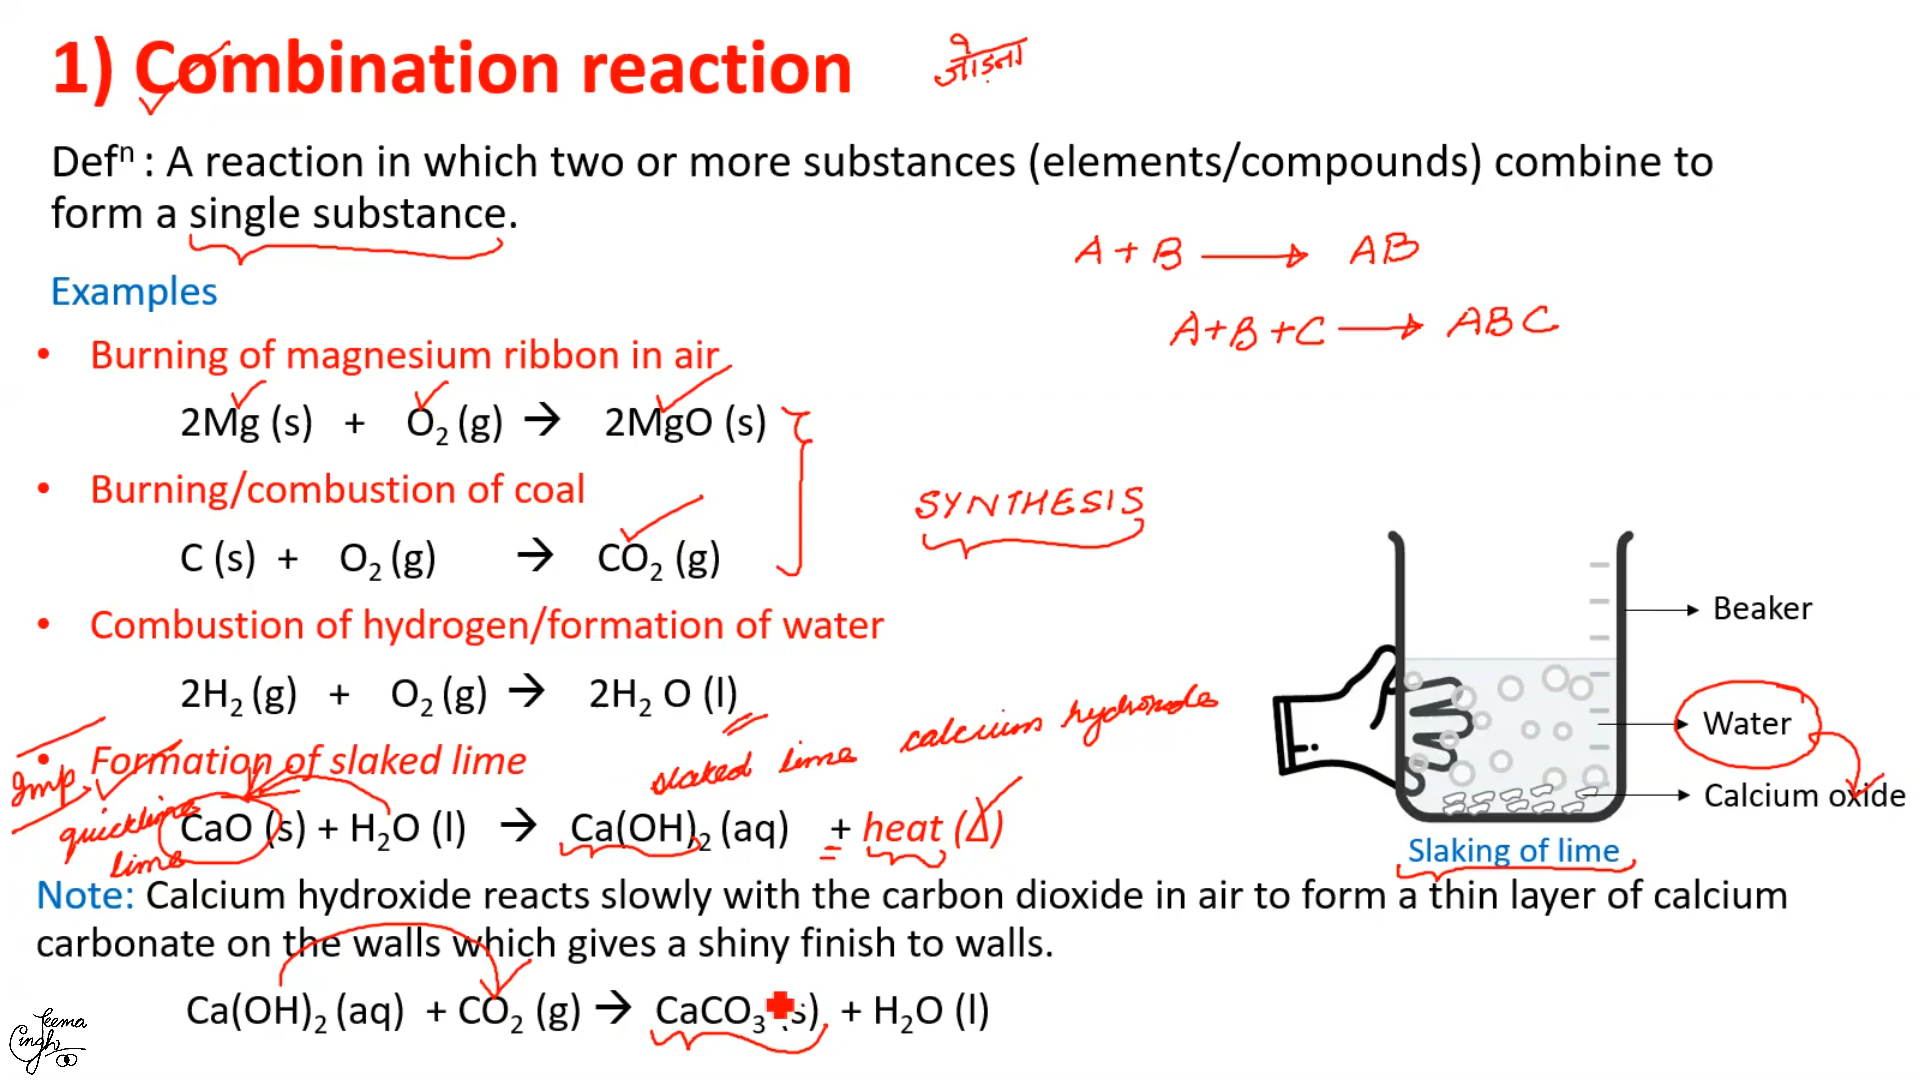 1) Combination reaction जोड़ना
Defⁿ : A reaction in which two or more substances (elements/compounds) combine to
form a single substance.
A + B → AB
Examples
A+B+C → ABC
• Burning of magnesium ribbon in air
2Mg (s) + O₂ (g) → 2MgO (s)
• Burning/combustion of coal
SYNTHESIS
C (s) + O₂ (g) → CO₂ (g)
Beaker
• Combustion of hydrogen/formation of water
2H₂ (g) + O₂ (g) → 2H₂ O (l)
Water
slaked lime calcium hydroxide
• Formation of slaked lime
Imp
Calcium oxide
quicklime
lime
CaO (s) + H₂O (l) → Ca(OH)₂ (aq) + heat (Δ)
Slaking of lime
Note: Calcium hydroxide reacts slowly with the carbon dioxide in air to form a thin layer of calcium
carbonate on the walls which gives a shiny finish to walls.
Ca(OH)₂ (aq) + CO₂ (g) → CaCO₃ (s) + H₂O (l)
Jeema
Singh